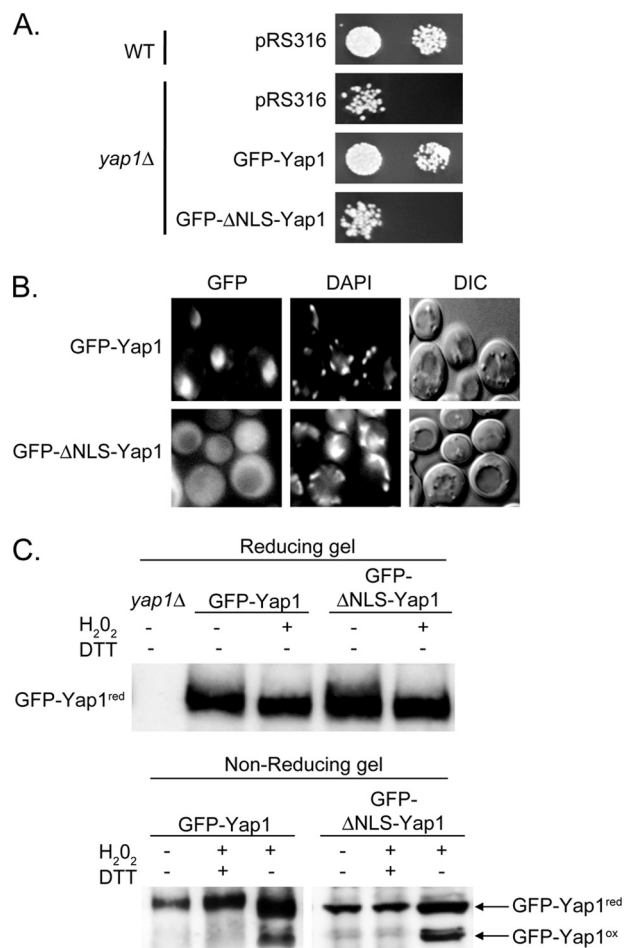 A.
WT
pRS316
yap1Δ
pRS316
GFP-Yap1
GFP-ΔNLS-Yap1
B.
GFP DAPI DIC
GFP-Yap1
GFP-ΔNLS-Yap1
C.
Reducing gel
yap1Δ GFP-Yap1 GFP-ΔNLS-Yap1
H₂0₂ - - + - +
DTT - - - - -
GFP-Yap1ʳᵉᵈ
Non-Reducing gel
GFP-Yap1 GFP-ΔNLS-Yap1
H₂0₂ - + + - + +
DTT - + - - + -
GFP-Yap1ʳᵉᵈ
GFP-Yap1ᵒˣ